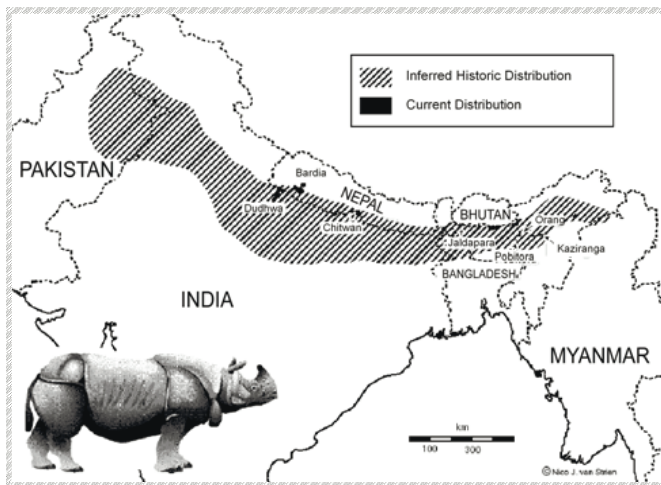 Inferred Historic Distribution
Current Distribution
PAKISTAN
Bardia
NEPAL
Dudhwa
Chitwan
BHUTAN
Orang
Jaldapara
Kaziranga
Pobitora
BANGLADESH
INDIA
MYANMAR
km
100 300
© Nico J. van Strien